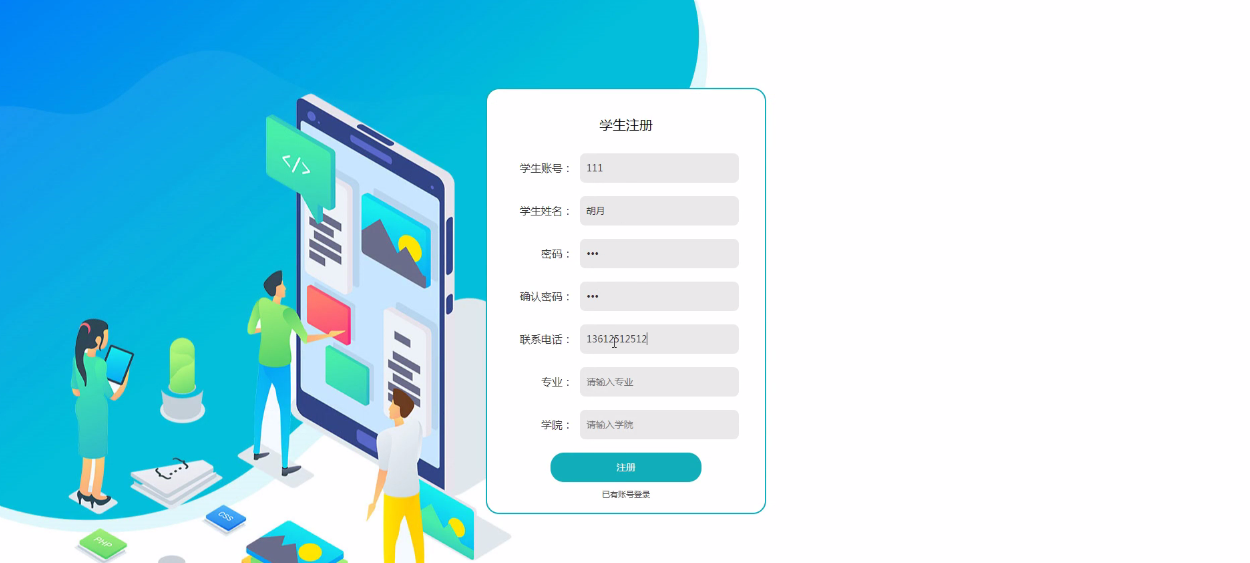 学生注册
学生账号： 111
学生姓名： 胡月
密码： •••
确认密码： •••
联系电话： 13612512512
专业： 请输入专业
学院： 请输入学院
注册
已有账号登录
</>
{...}
CSS
PHP